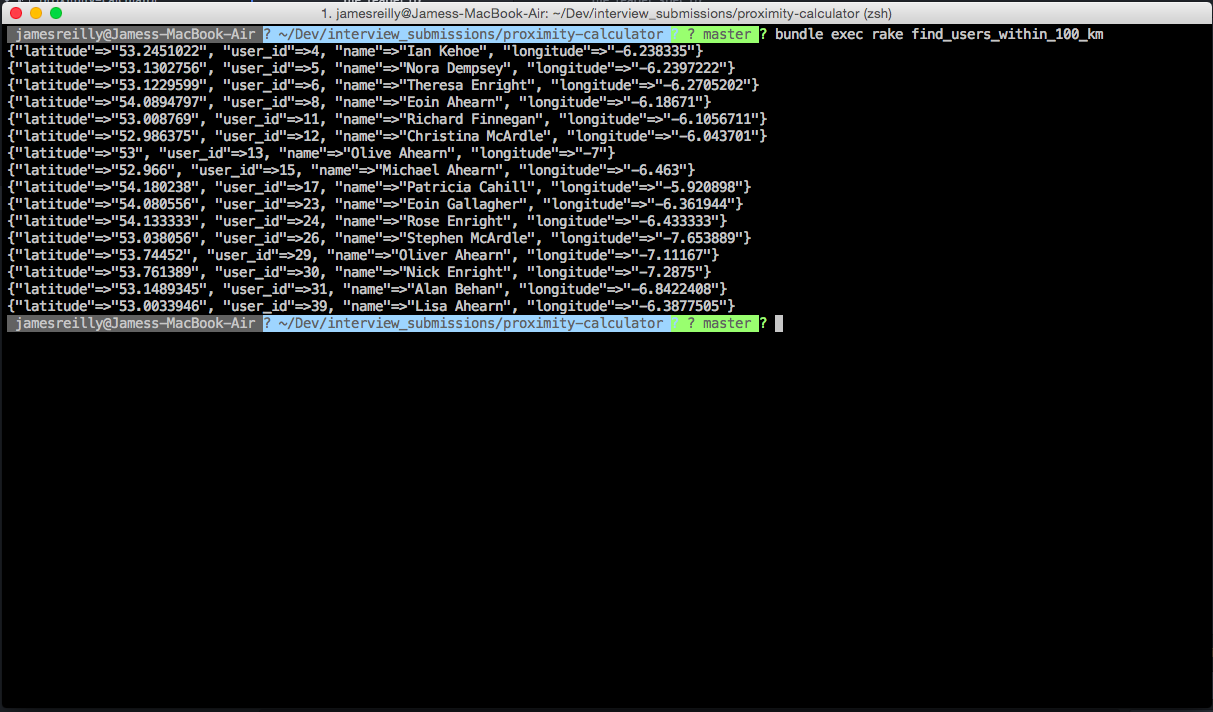 1. jamesreilly@Jamess-MacBook-Air: ~/Dev/interview_submissions/proximity-calculator (zsh)
jamesreilly@Jamess-MacBook-Air ? ~/Dev/interview_submissions/proximity-calculator ? master ? bundle exec rake find_users_within_100_km
{"latitude"=>"53.2451022", "user_id"=>4, "name"=>"Ian Kehoe", "longitude"=>"-6.238335"}
{"latitude"=>"53.1302756", "user_id"=>5, "name"=>"Nora Dempsey", "longitude"=>"-6.2397222"}
{"latitude"=>"53.1229599", "user_id"=>6, "name"=>"Theresa Enright", "longitude"=>"-6.2705202"}
{"latitude"=>"54.0894797", "user_id"=>8, "name"=>"Eoin Ahearn", "longitude"=>"-6.18671"}
{"latitude"=>"53.008769", "user_id"=>11, "name"=>"Richard Finnegan", "longitude"=>"-6.1056711"}
{"latitude"=>"52.986375", "user_id"=>12, "name"=>"Christina McArdle", "longitude"=>"-6.043701"}
{"latitude"=>"53", "user_id"=>13, "name"=>"Olive Ahearn", "longitude"=>"-7"}
{"latitude"=>"52.966", "user_id"=>15, "name"=>"Michael Ahearn", "longitude"=>"-6.463"}
{"latitude"=>"54.180238", "user_id"=>17, "name"=>"Patricia Cahill", "longitude"=>"-5.920898"}
{"latitude"=>"54.080556", "user_id"=>23, "name"=>"Eoin Gallagher", "longitude"=>"-6.361944"}
{"latitude"=>"54.133333", "user_id"=>24, "name"=>"Rose Enright", "longitude"=>"-6.433333"}
{"latitude"=>"53.038056", "user_id"=>26, "name"=>"Stephen McArdle", "longitude"=>"-7.653889"}
{"latitude"=>"53.74452", "user_id"=>29, "name"=>"Oliver Ahearn", "longitude"=>"-7.11167"}
{"latitude"=>"53.761389", "user_id"=>30, "name"=>"Nick Enright", "longitude"=>"-7.2875"}
{"latitude"=>"53.1489345", "user_id"=>31, "name"=>"Alan Behan", "longitude"=>"-6.8422408"}
{"latitude"=>"53.0033946", "user_id"=>39, "name"=>"Lisa Ahearn", "longitude"=>"-6.3877505"}
jamesreilly@Jamess-MacBook-Air ? ~/Dev/interview_submissions/proximity-calculator ? master ?